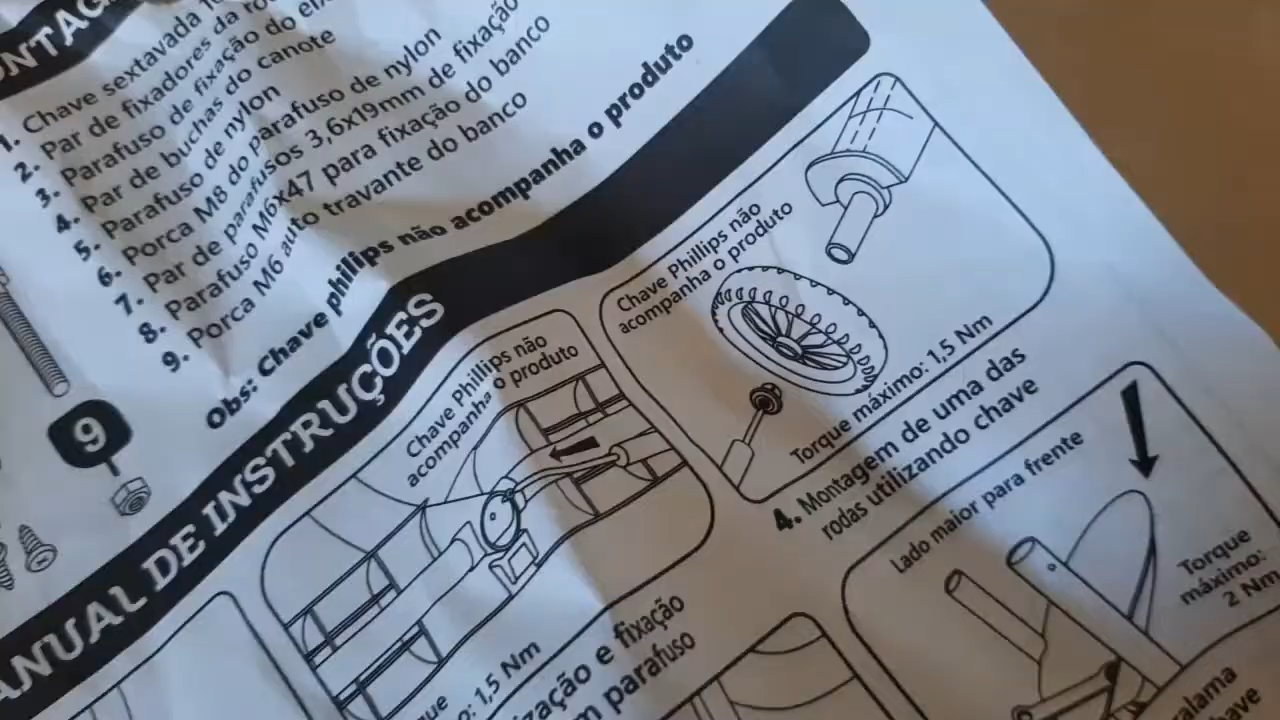 1. Chave sextavada
2. Par de fixadores da
3. Parafuso de fixação do
4. Par de buchas do canote
5. Parafuso de nylon
6. Porca M8 do parafuso de nylon
7. Par de parafusos 3,6x19mm de fixação
8. Parafuso M6x47 para fixação do banco
9. Porca M6 auto travante do banco
Obs: Chave phillips não acompanha o produto
9
MANUAL DE INSTRUÇÕES
Chave Phillips não
acompanha o produto
1,5 Nm
e fixação
parafuso
Chave Phillips não
acompanha o produto
Torque máximo: 1,5 Nm
4. Montagem de uma das
rodas utilizando chave
Lado maior para frente
Torque
máximo:
2 Nm